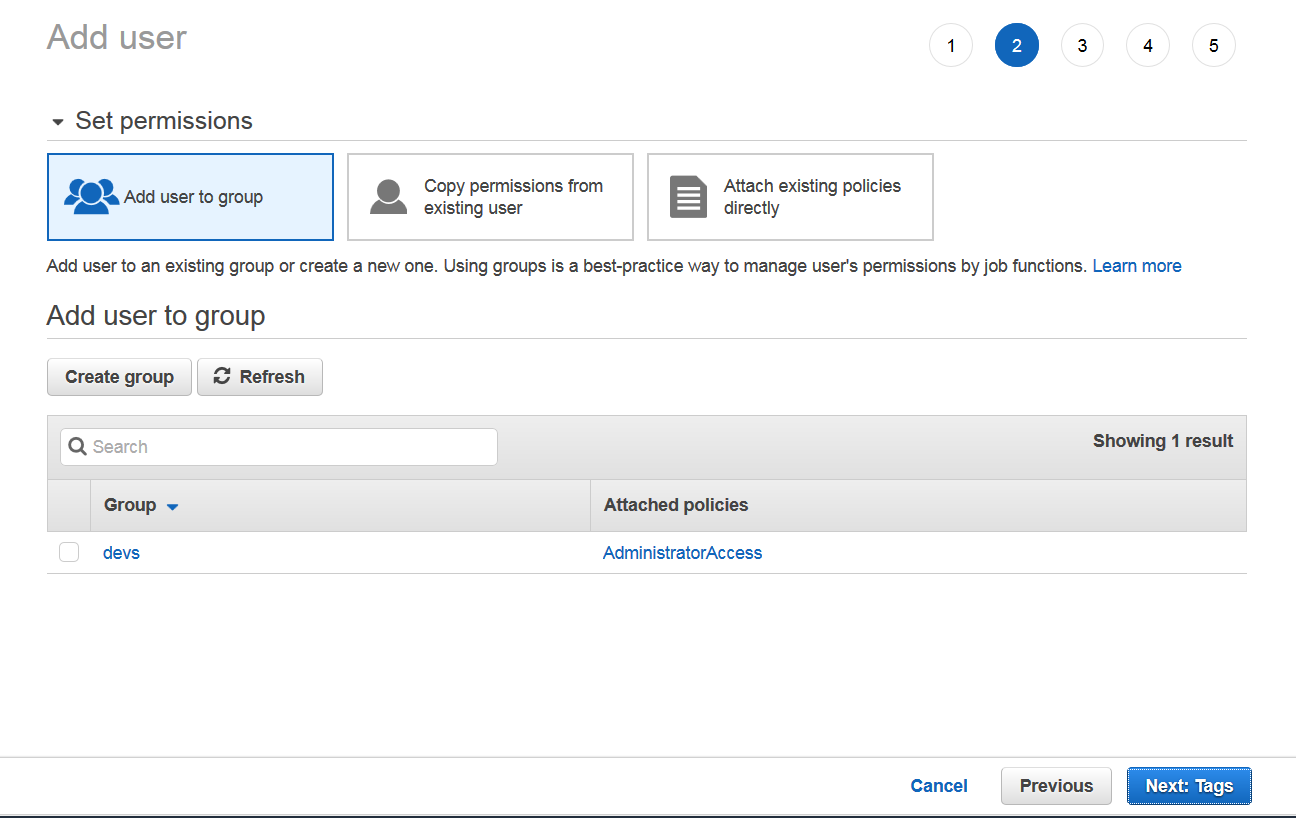 Add user
1 2 3 4 5
Set permissions
Add user to group
Copy permissions from
existing user
Attach existing policies
directly
Add user to an existing group or create a new one. Using groups is a best-practice way to manage user's permissions by job functions. Learn more
Add user to group
Create group Refresh
Search
Showing 1 result
Group Attached policies
devs AdministratorAccess
Cancel Previous Next: Tags